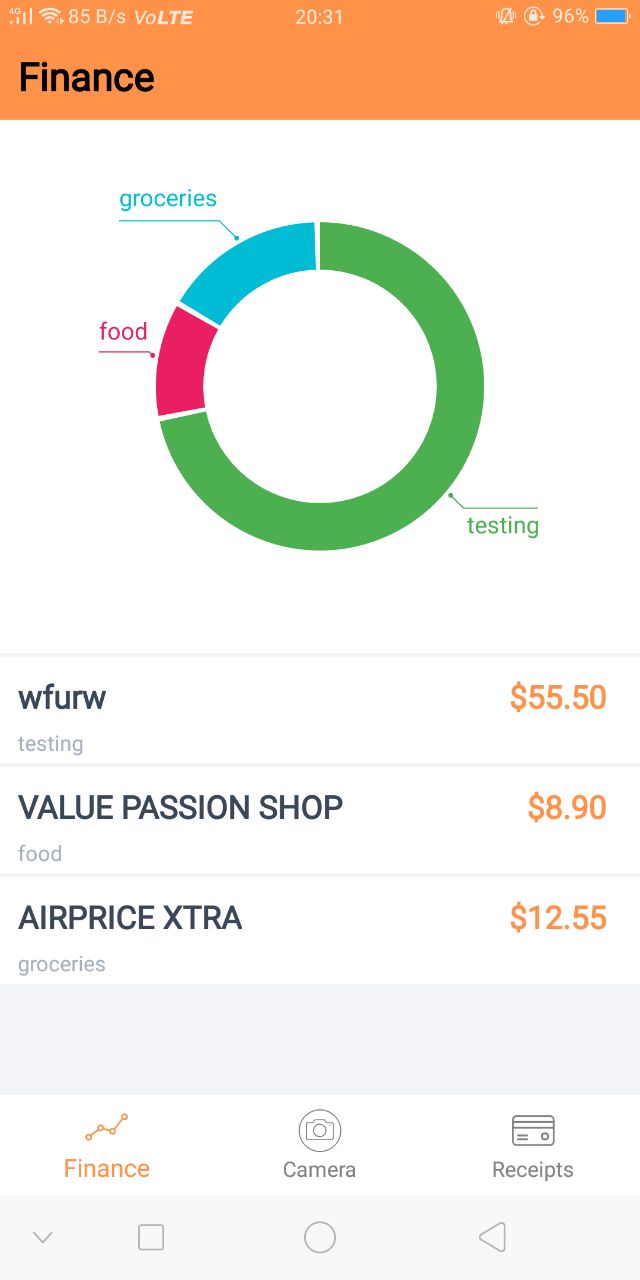 4G 85 B/s VoLTE 20:31 96%
Finance
groceries
food
testing
wfurw $55.50
testing
VALUE PASSION SHOP $8.90
food
AIRPRICE XTRA $12.55
groceries
Finance Camera Receipts